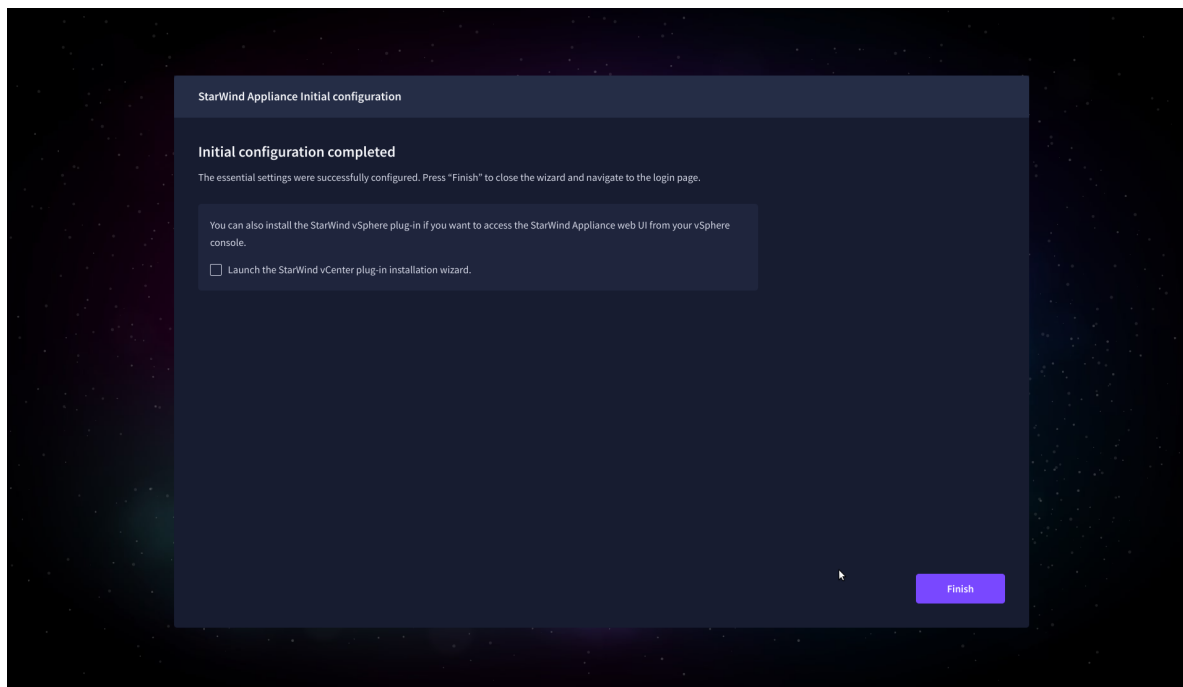 StarWind Appliance Initial configuration
Initial configuration completed
The essential settings were successfully configured. Press “Finish” to close the wizard and navigate to the login page.
You can also install the StarWind vSphere plug-in if you want to access the StarWind Appliance web UI from your vSphere
console.
Launch the StarWind vCenter plug-in installation wizard.
Finish